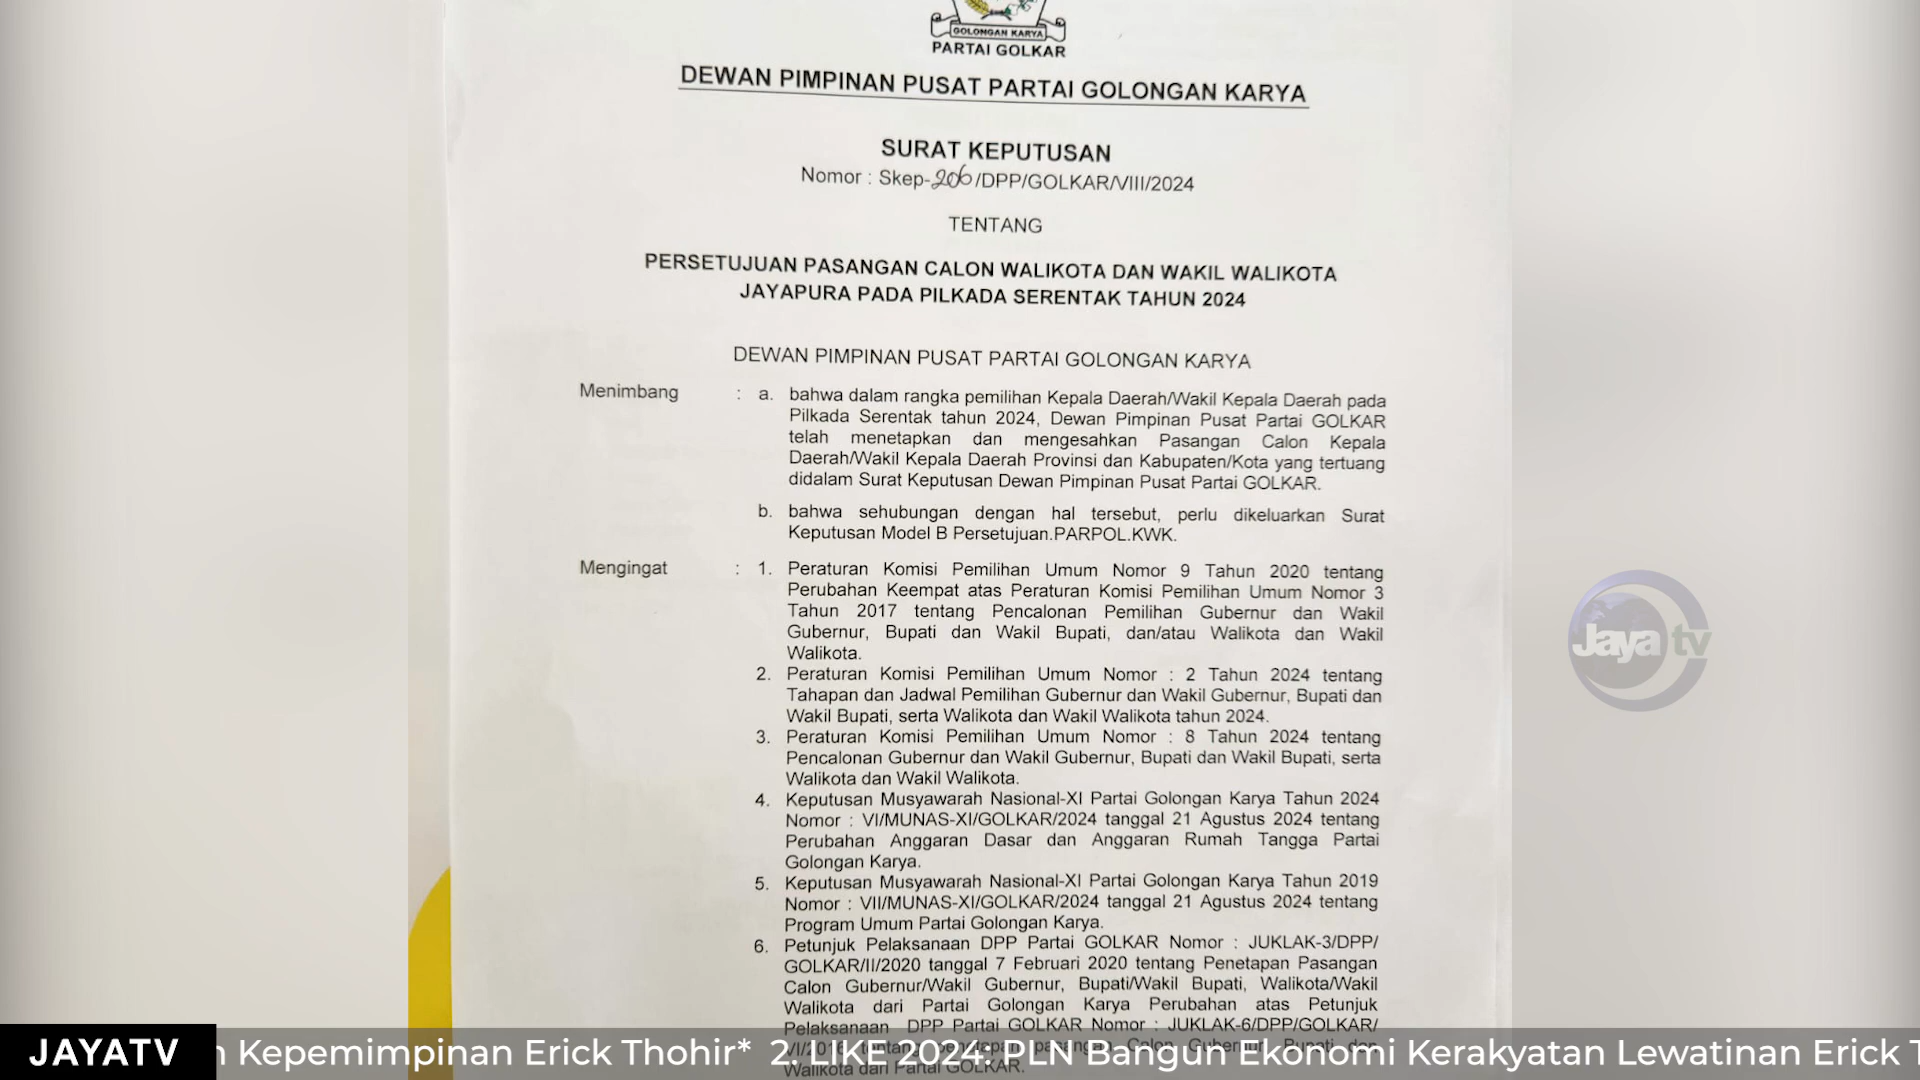 GOLONGAN KARYA
PARTAI GOLKAR
DEWAN PIMPINAN PUSAT PARTAI GOLONGAN KARYA
SURAT KEPUTUSAN
Nomor : Skep-206/DPP/GOLKAR/VIII/2024
TENTANG
PERSETUJUAN PASANGAN CALON WALIKOTA DAN WAKIL WALIKOTA
JAYAPURA PADA PILKADA SERENTAK TAHUN 2024
DEWAN PIMPINAN PUSAT PARTAI GOLONGAN KARYA
Menimbang : a. bahwa dalam rangka pemilihan Kepala Daerah/Wakil Kepala Daerah pada
Pilkada Serentak tahun 2024, Dewan Pimpinan Pusat Partai GOLKAR
telah menetapkan dan mengesahkan Pasangan Calon Kepala
Daerah/Wakil Kepala Daerah Provinsi dan Kabupaten/Kota yang tertuang
didalam Surat Keputusan Dewan Pimpinan Pusat Partai GOLKAR.
b. bahwa sehubungan dengan hal tersebut, perlu dikeluarkan Surat
Keputusan Model B Persetujuan.PARPOL.KWK.
Mengingat : 1. Peraturan Komisi Pemilihan Umum Nomor 9 Tahun 2020 tentang
Perubahan Keempat atas Peraturan Komisi Pemilihan Umum Nomor 3
Tahun 2017 tentang Pencalonan Pemilihan Gubernur dan Wakil
Gubernur, Bupati dan Wakil Bupati, dan/atau Walikota dan Wakil
Walikota.
2. Peraturan Komisi Pemilihan Umum Nomor : 2 Tahun 2024 tentang
Tahapan dan Jadwal Pemilihan Gubernur dan Wakil Gubernur, Bupati dan
Wakil Bupati, serta Walikota dan Wakil Walikota tahun 2024.
3. Peraturan Komisi Pemilihan Umum Nomor : 8 Tahun 2024 tentang
Pencalonan Gubernur dan Wakil Gubernur, Bupati dan Wakil Bupati, serta
Walikota dan Wakil Walikota.
4. Keputusan Musyawarah Nasional-XI Partai Golongan Karya Tahun 2024
Nomor : VI/MUNAS-XI/GOLKAR/2024 tanggal 21 Agustus 2024 tentang
Perubahan Anggaran Dasar dan Anggaran Rumah Tangga Partai
Golongan Karya.
5. Keputusan Musyawarah Nasional-XI Partai Golongan Karya Tahun 2019
Nomor : VII/MUNAS-XI/GOLKAR/2024 tanggal 21 Agustus 2024 tentang
Program Umum Partai Golongan Karya.
6. Petunjuk Pelaksanaan DPP Partai GOLKAR Nomor : JUKLAK-3/DPP/
GOLKAR/II/2020 tanggal 7 Februari 2020 tentang Penetapan Pasangan
Calon Gubernur/Wakil Gubernur, Bupati/Wakil Bupati, Walikota/Wakil
Walikota dari Partai Golongan Karya Perubahan atas Petunjuk
Pelaksanaan DPP Partai GOLKAR Nomor : JUKLAK-6/DPP/GOLKAR/
Walikota dari Partai GOLKAR.
Jaya tv
JAYATV
Kepemimpinan Erick Thohir* 2. LIKE 2024: PLN Bangun Ekonomi Kerakyatan Lewatinan Erick